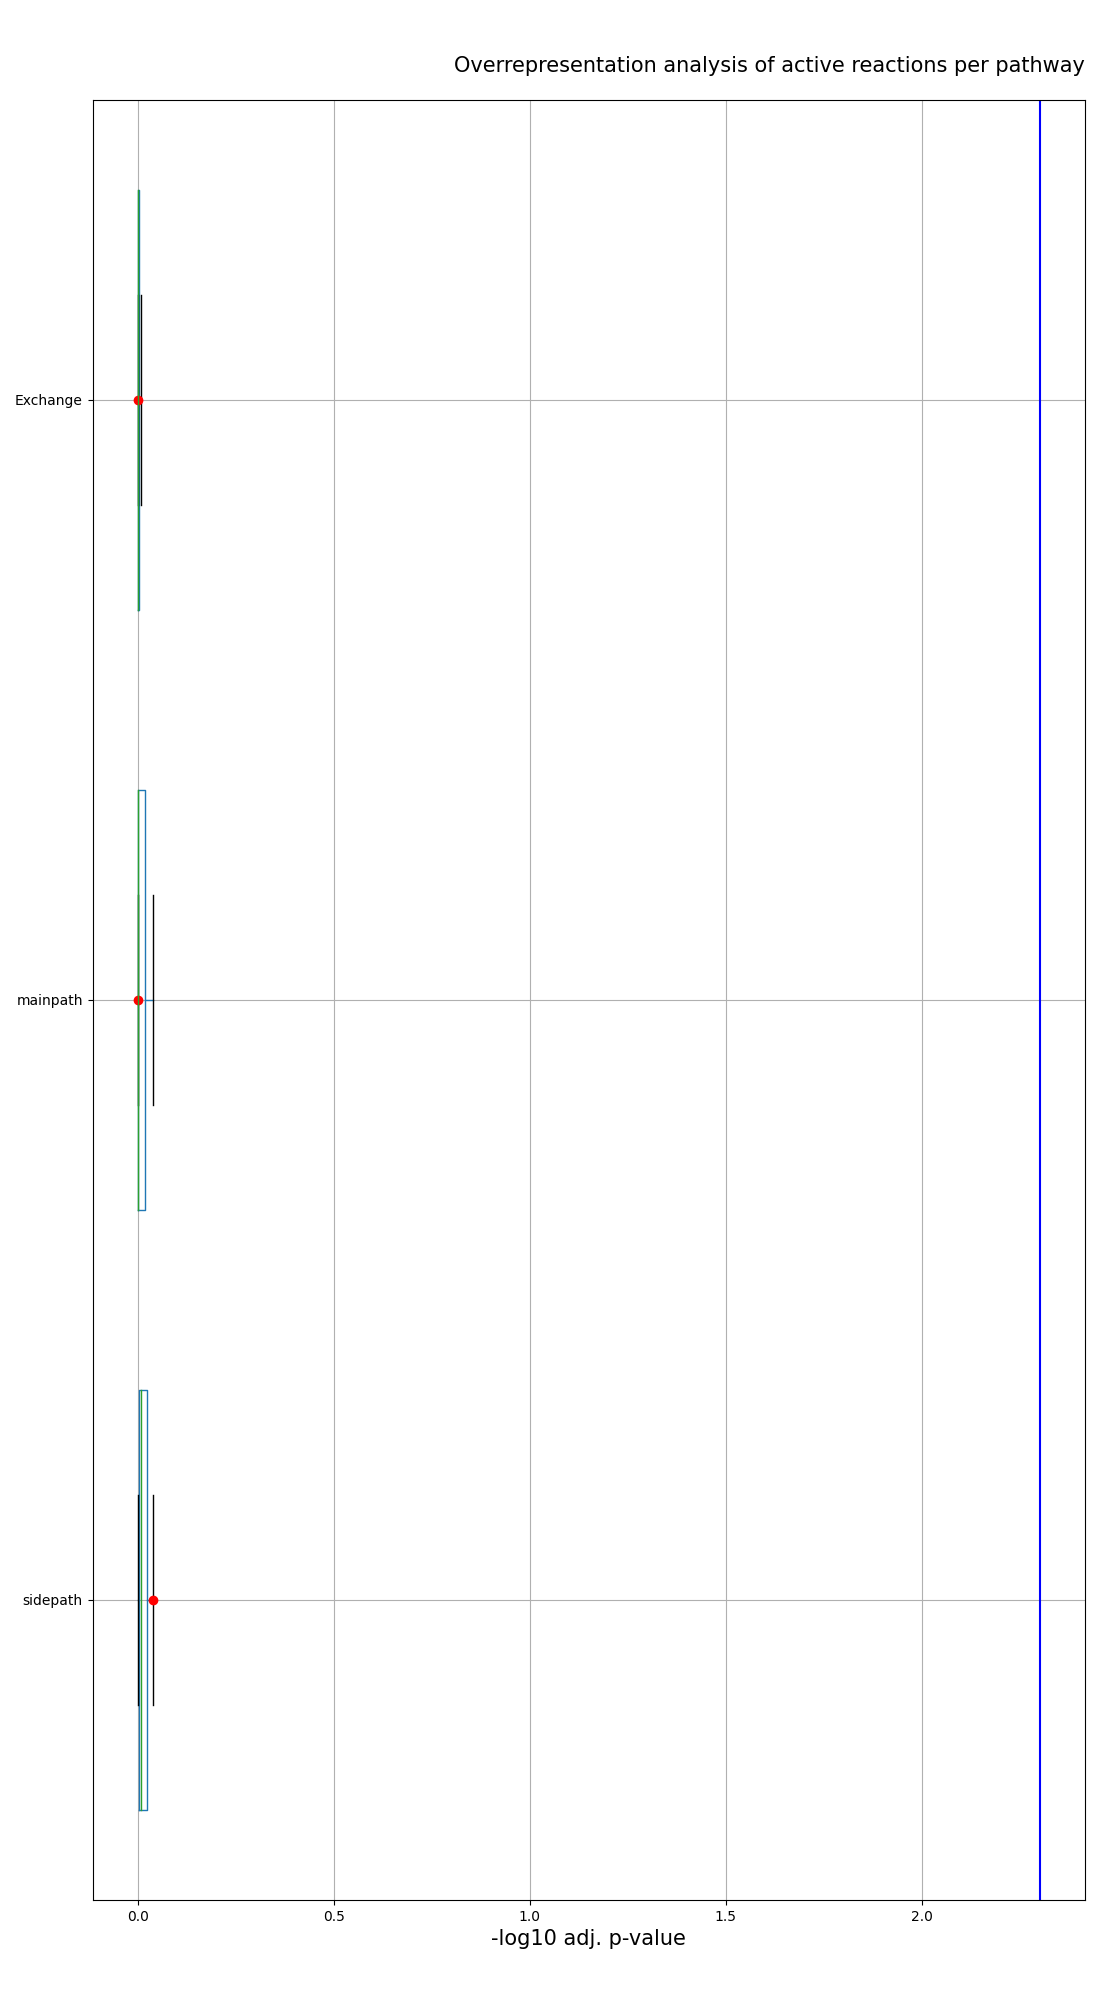 Overrepresentation analysis of active reactions per pathway
Exchange
mainpath
sidepath
0.0 0.5 1.0 1.5 2.0
-log10 adj. p-value